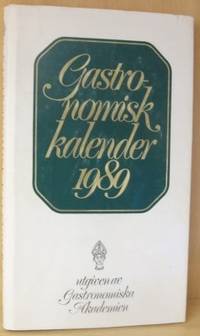 Gastro-
nomisk
kalender
1989
utgiven av
Gastronomiska
Akademien